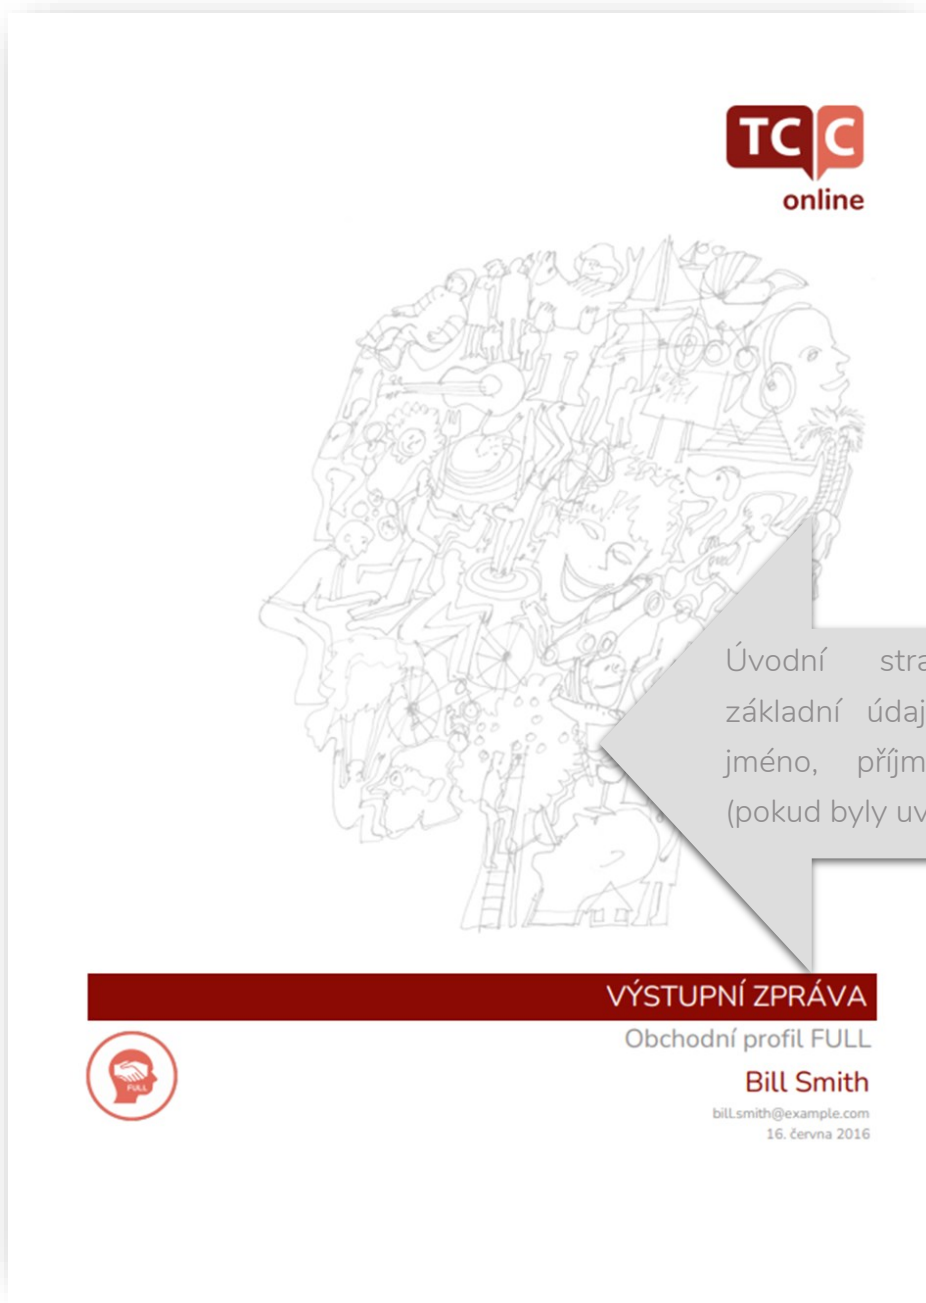 TC C
online
Úvodní stra
základní údaj
jméno, příjm
(pokud byly uv
VÝSTUPNÍ ZPRÁVA
Obchodní profil FULL
FULL
Bill Smith
bill.smith@example.com
16. června 2016